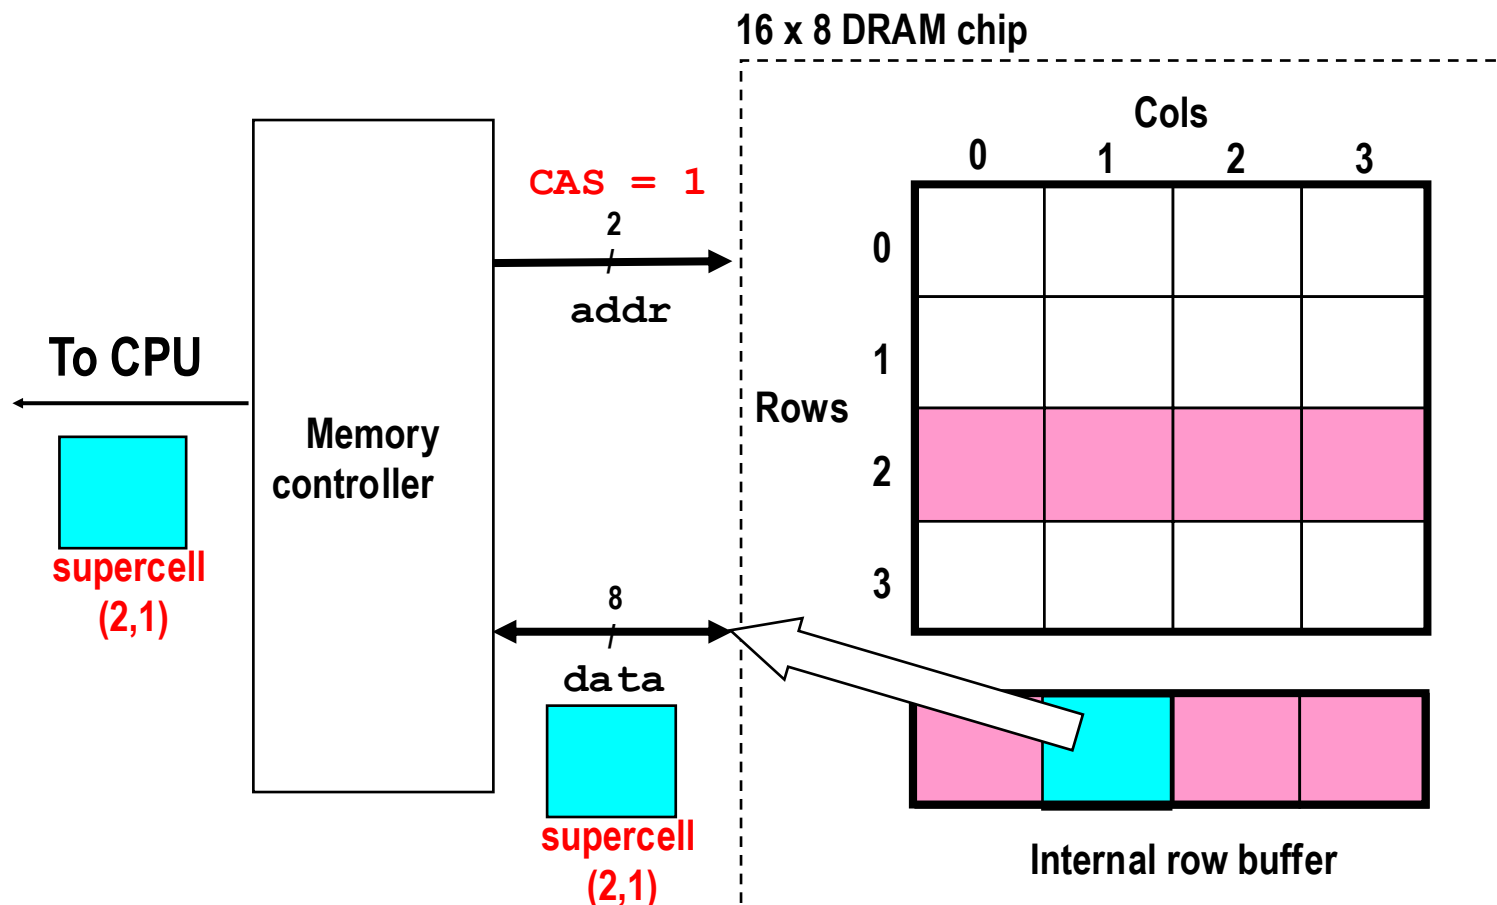 16 x 8 DRAM chip
Cols
0 1 2 3
CAS = 1
2
addr
0
1
2
3
Rows
To CPU
Memory
controller
supercell
(2,1)
8
data
supercell
(2,1)
Internal row buffer